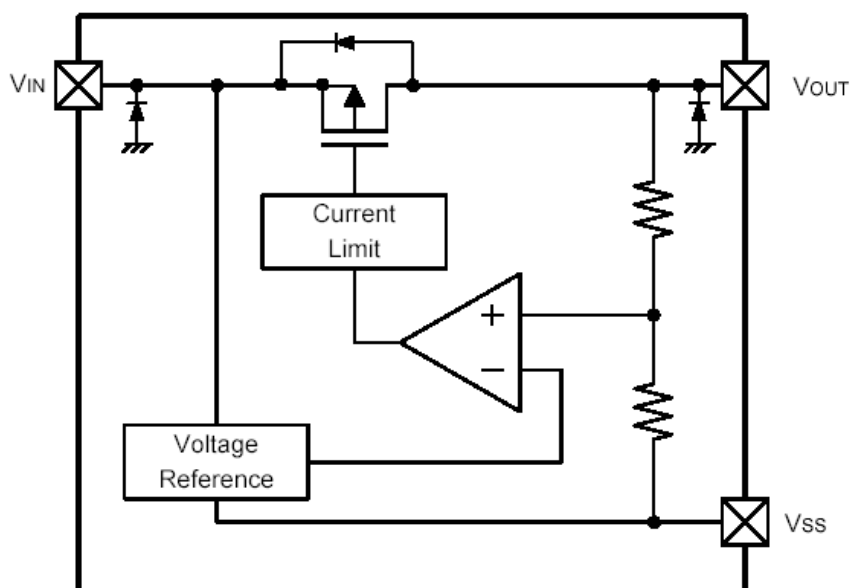 VIN
VOUT
Current
Limit
+
−
Voltage
Reference
VSS